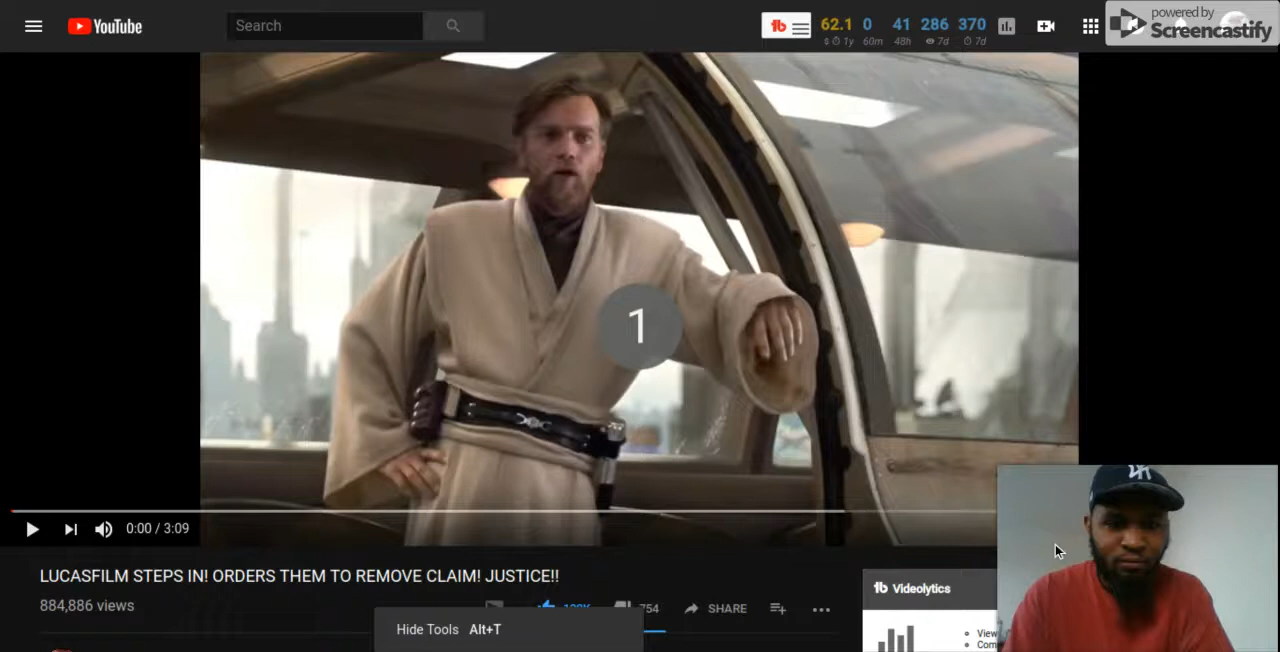 YouTube
Search
62.1 0 41 286 370
$ 1y 60m 48h 7d 7d
powered by
Screencastify
1
0:00 / 3:09
LUCASFILM STEPS IN! ORDERS THEM TO REMOVE CLAIM! JUSTICE!!
884,886 views
754
SHARE
Hide Tools Alt+T
Videolytics
View
Com